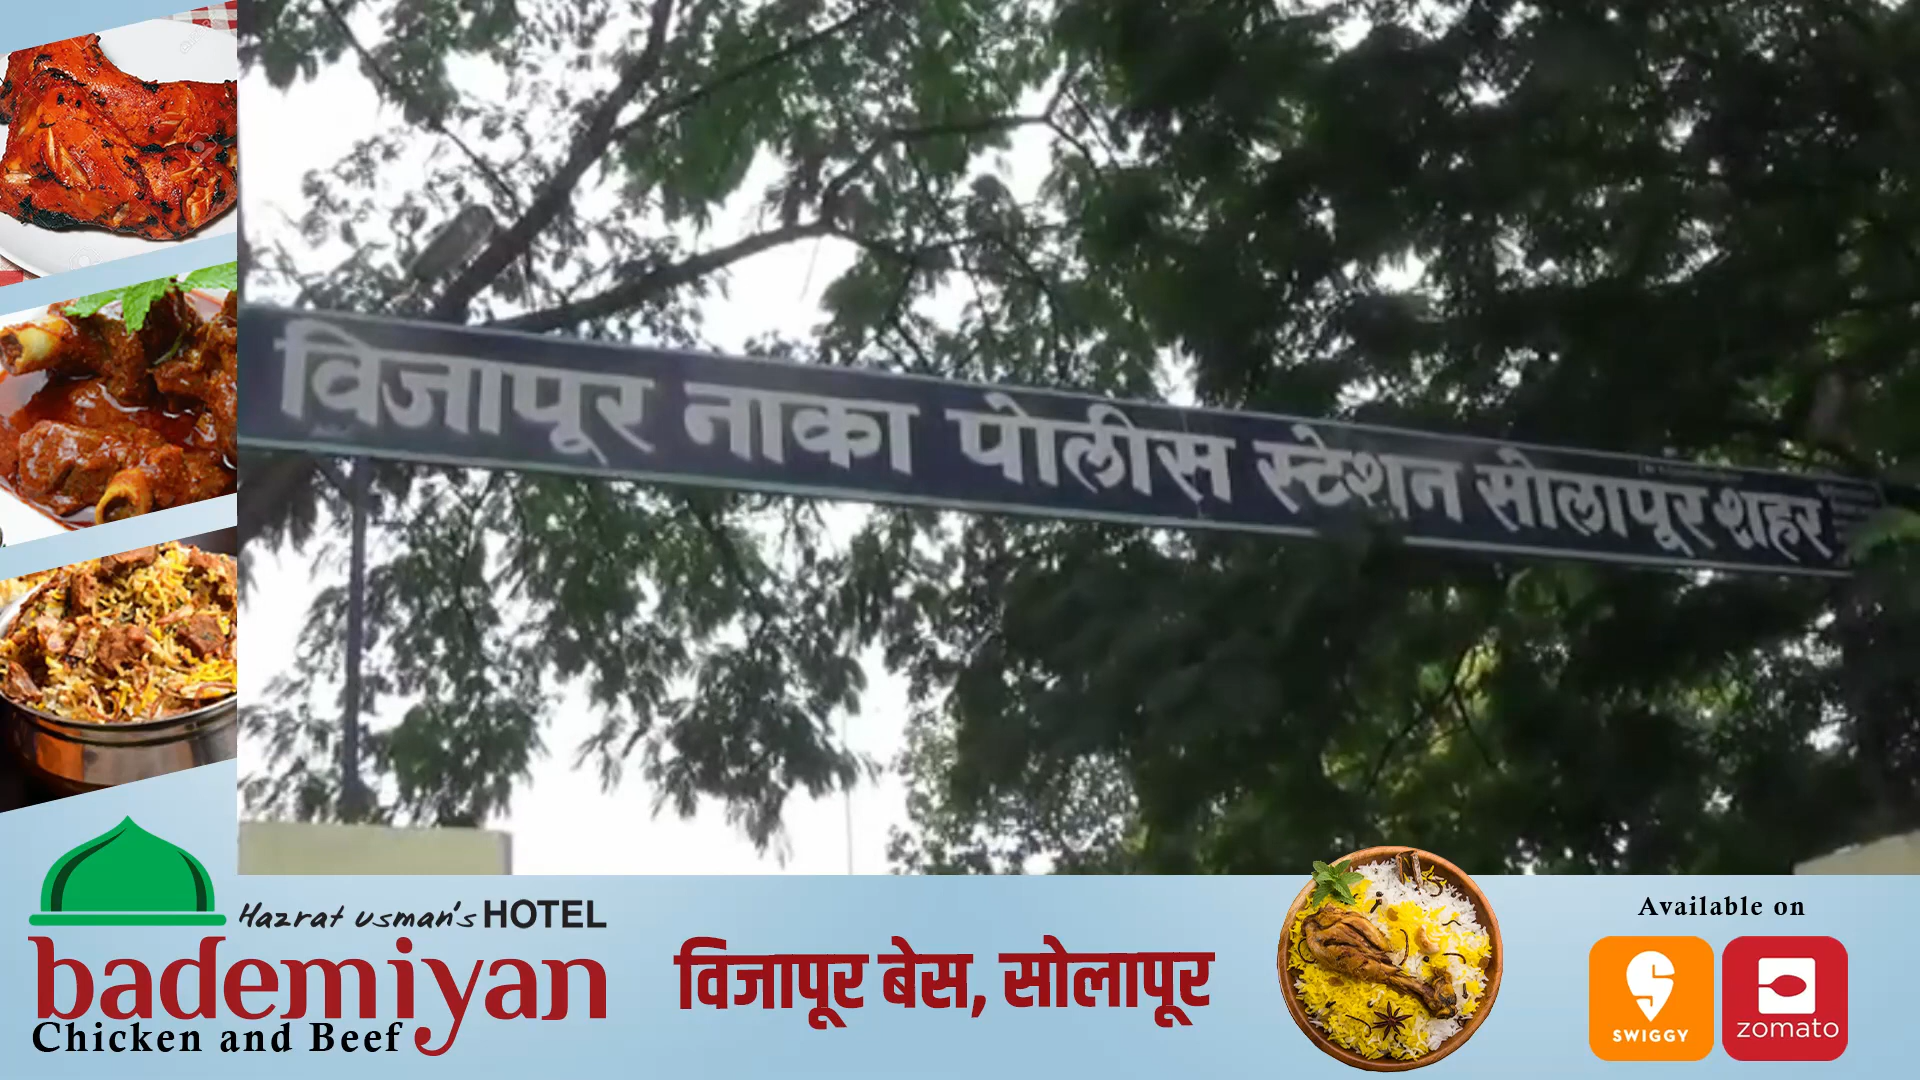 विजापूर नाका पोलीस स्टेशन सोलापूर शहर
Hazrat Usman's HOTEL
bademiyan
Chicken and Beef
विजापूर बेस, सोलापूर
Available on
SWIGGY
zomato